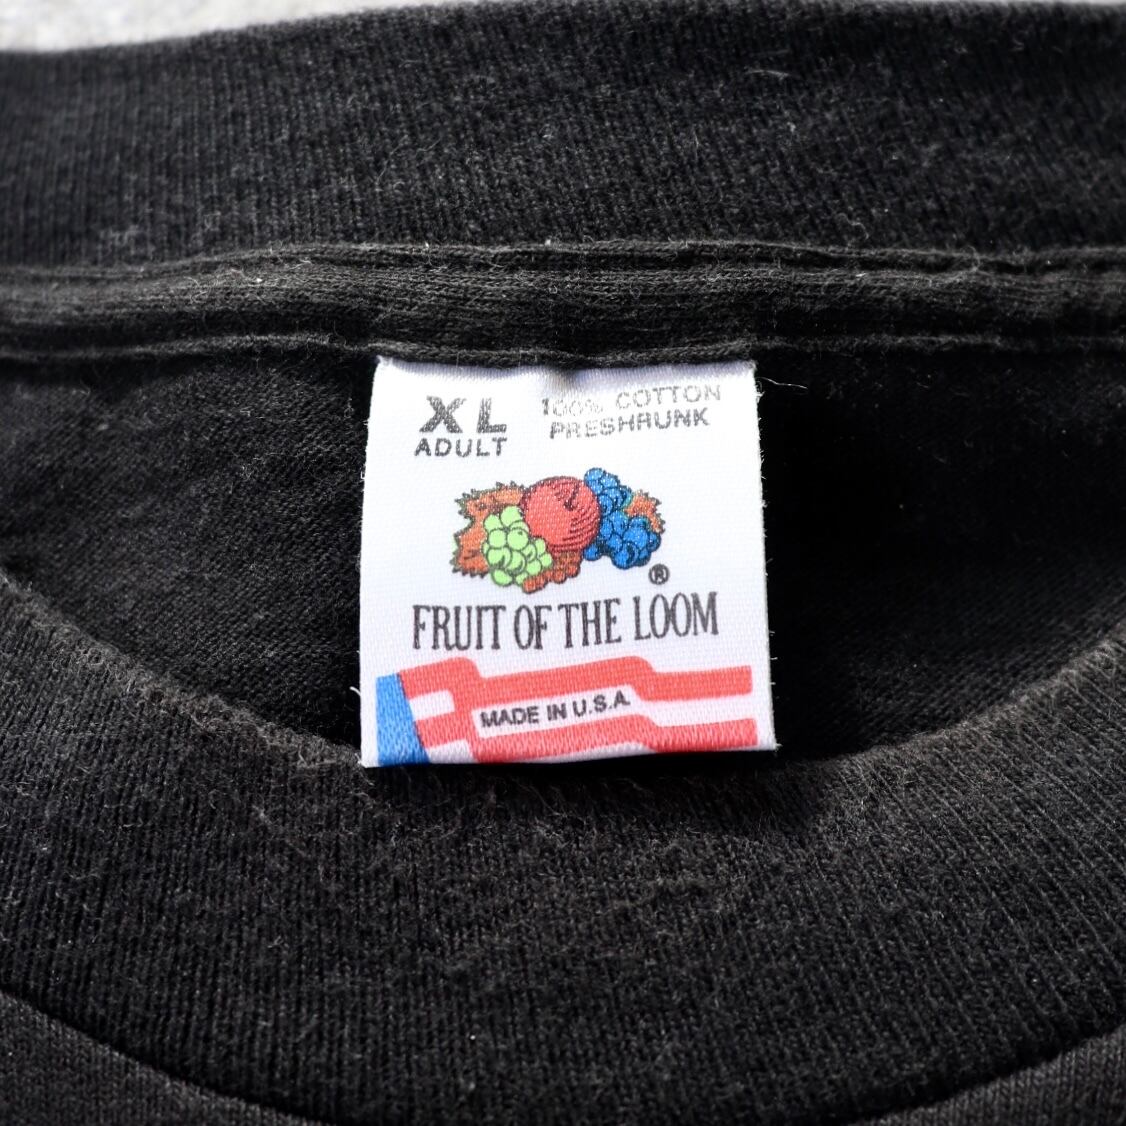 XL
ADULT
100% COTTON
PRESHRUNK
®
FRUIT OF THE LOOM
MADE IN U.S.A.